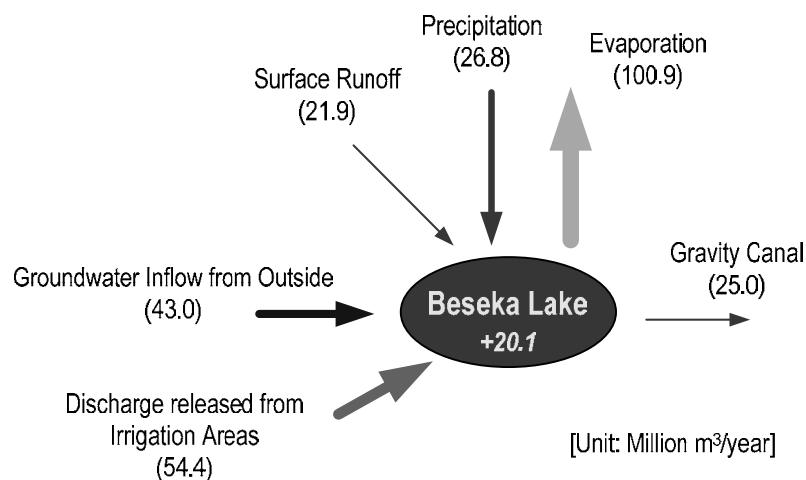 Precipitation
(26.8)
Evaporation
(100.9)
Surface Runoff
(21.9)
Gravity Canal
(25.0)
Groundwater Inflow from Outside
(43.0)
Beseka Lake
+20.1
Discharge released from
Irrigation Areas
(54.4)
[Unit: Million m³/year]